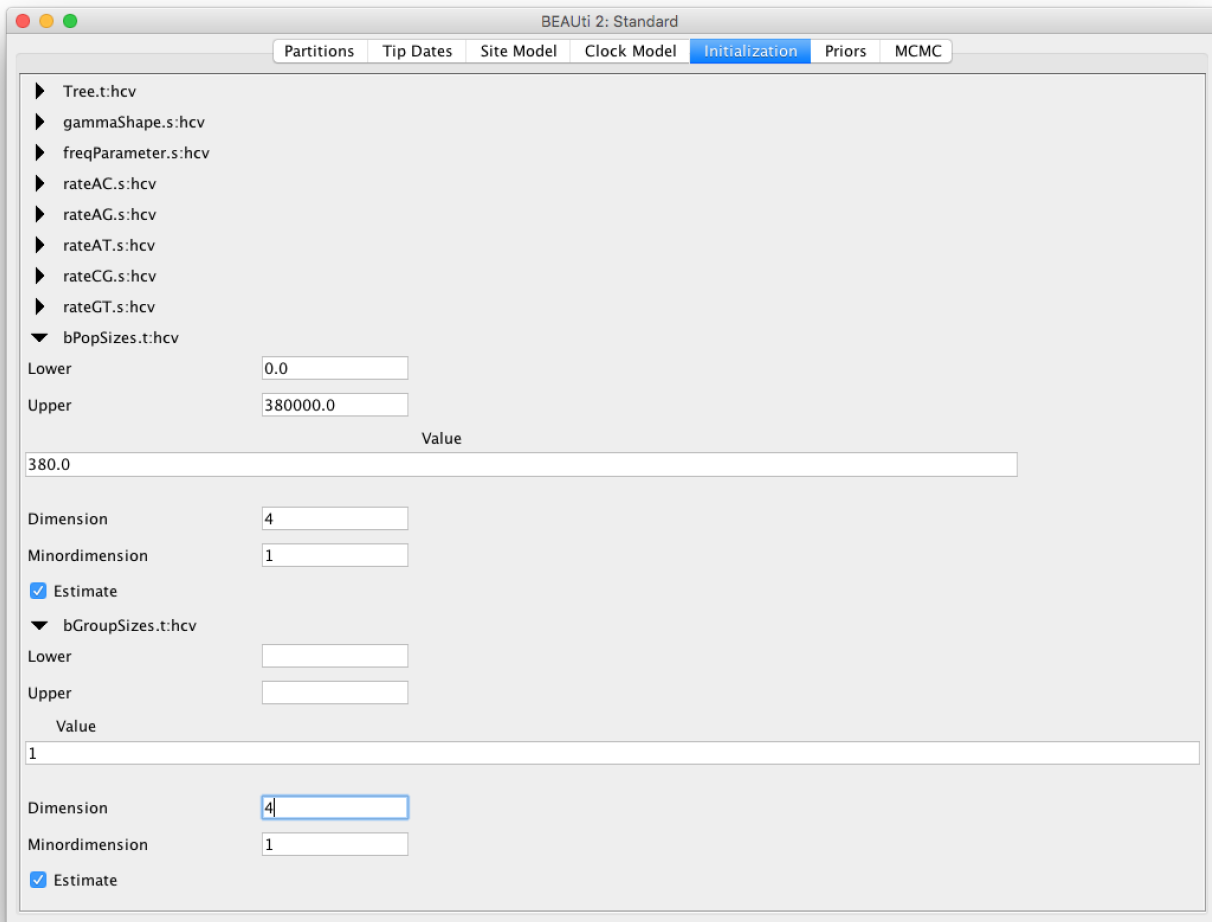 BEAUti 2: Standard
Partitions Tip Dates Site Model Clock Model Initialization Priors MCMC
Tree.t:hcv
gammaShape.s:hcv
freqParameter.s:hcv
rateAC.s:hcv
rateAG.s:hcv
rateAT.s:hcv
rateCG.s:hcv
rateGT.s:hcv
bPopSizes.t:hcv
Lower 0.0
Upper 380000.0
Value
380.0
Dimension 4
Minordimension 1
Estimate
bGroupSizes.t:hcv
Lower
Upper
Value
1
Dimension 4
Minordimension 1
Estimate